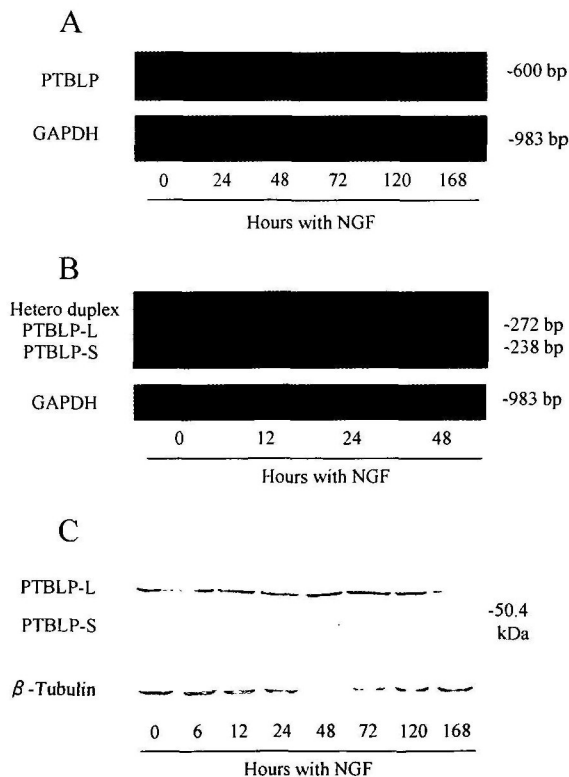 A
PTBLP
-600 bp
GAPDH
-983 bp
0 24 48 72 120 168
Hours with NGF
B
Hetero duplex
PTBLP-L
-272 bp
PTBLP-S
-238 bp
GAPDH
-983 bp
0 12 24 48
Hours with NGF
C
PTBLP-L
-50.4
PTBLP-S
kDa
β-Tubulin
0 6 12 24 48 72 120 168
Hours with NGF